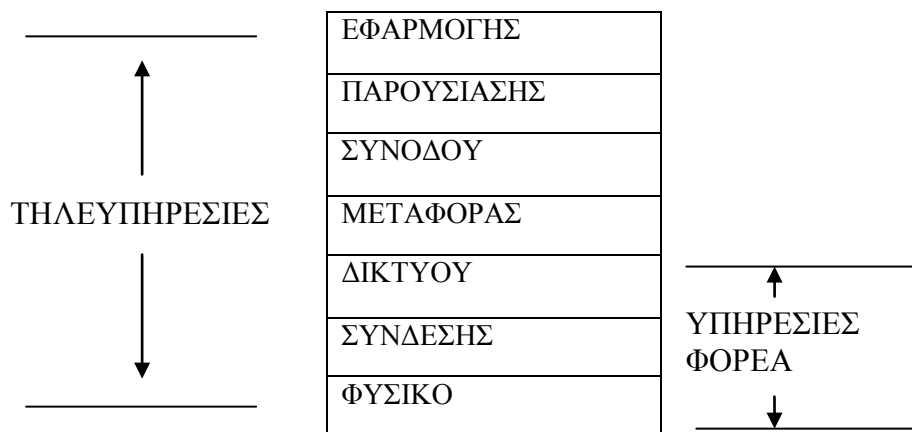 ΕΦΑΡΜΟΓΗΣ
ΠΑΡΟΥΣΙΑΣΗΣ
ΣΥΝΟΔΟΥ
ΤΗΛΕΥΠΗΡΕΣΙΕΣ
ΜΕΤΑΦΟΡΑΣ
ΔΙΚΤΥΟΥ
ΣΥΝΔΕΣΗΣ
ΦΥΣΙΚΟ
ΥΠΗΡΕΣΙΕΣ
ΦΟΡΕΑ